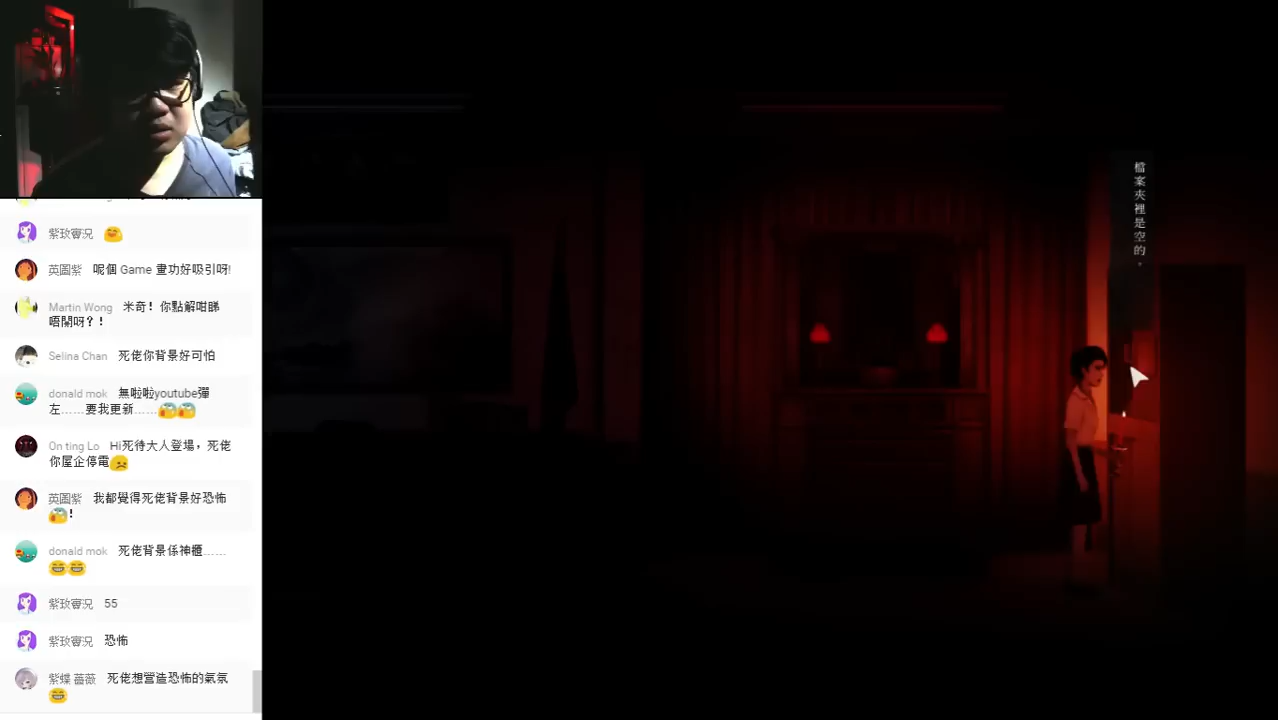 紫玫審況
英圖紫 呢個 Game 畫功好吸引呀!
Martin Wong 米奇！你點解咁睇
唔開呀？！
Selina Chan 死佬你背景好可怕
donald mok 無啦啦youtube彈
左......要我更新......
On ting Lo Hi死待大人登場，死佬
你屋企停電
英圖紫 我都覺得死佬背景好恐怖
!
donald mok 死佬背景係神櫃......
紫玫審況 55
紫玫審況 恐怖
紫蝶 薔薇 死佬想營造恐怖的氣氛
檔案夾裡是空的。